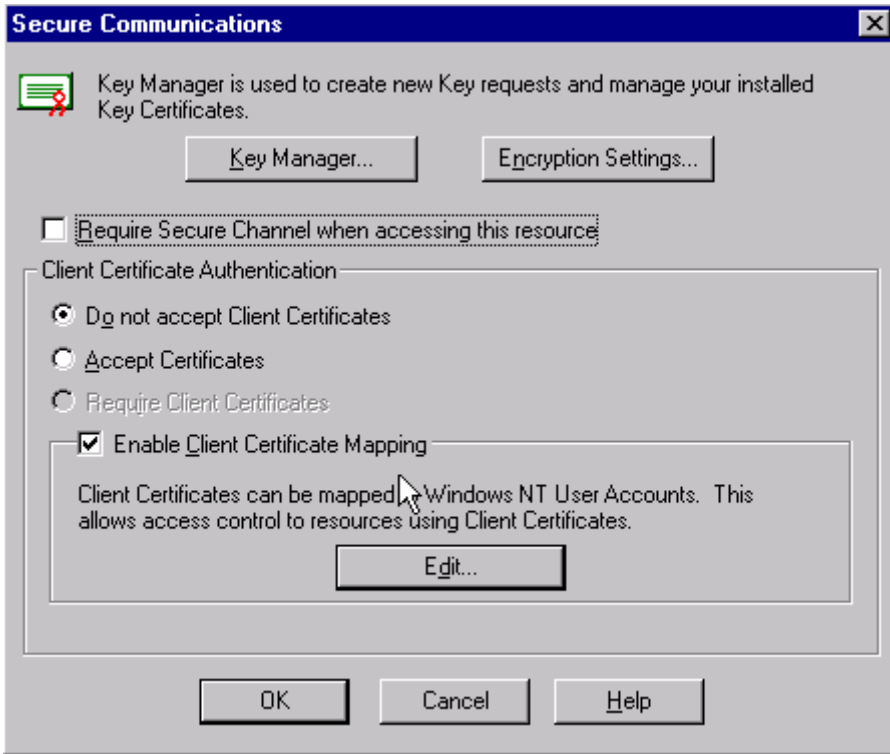 Secure Communications
Key Manager is used to create new Key requests and manage your installed
Key Certificates.
Key Manager... Encryption Settings...
Require Secure Channel when accessing this resource
Client Certificate Authentication
Do not accept Client Certificates
Accept Certificates
Require Client Certificates
Enable Client Certificate Mapping
Client Certificates can be mapped Windows NT User Accounts. This
allows access control to resources using Client Certificates.
Edit...
OK Cancel Help